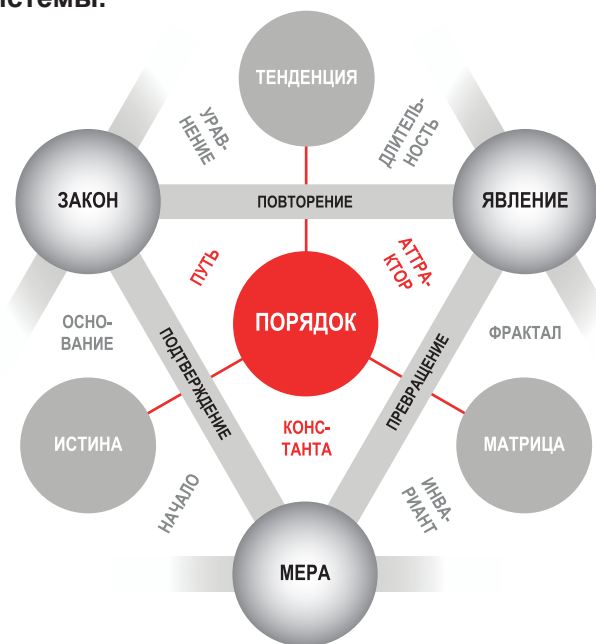 истемы.
ТЕНДЕНЦИЯ
УРАВ-
НЕНИЕ
ДЛИТЕЛЬ-
НОСТЬ
ЗАКОН
ПОВТОРЕНИЕ
ЯВЛЕНИЕ
ПУТЬ
АТТРА-
КТОР
ОСНО-
ВАНИЕ
ПОДТВЕРЖДЕНИЕ
ПОРЯДОК
ПРЕВРАЩЕНИЕ
ФРАКТАЛ
ИСТИНА
КОНС-
ТАНТА
МАТРИЦА
НАЧАЛО
ИНВА-
РИАНТ
МЕРА